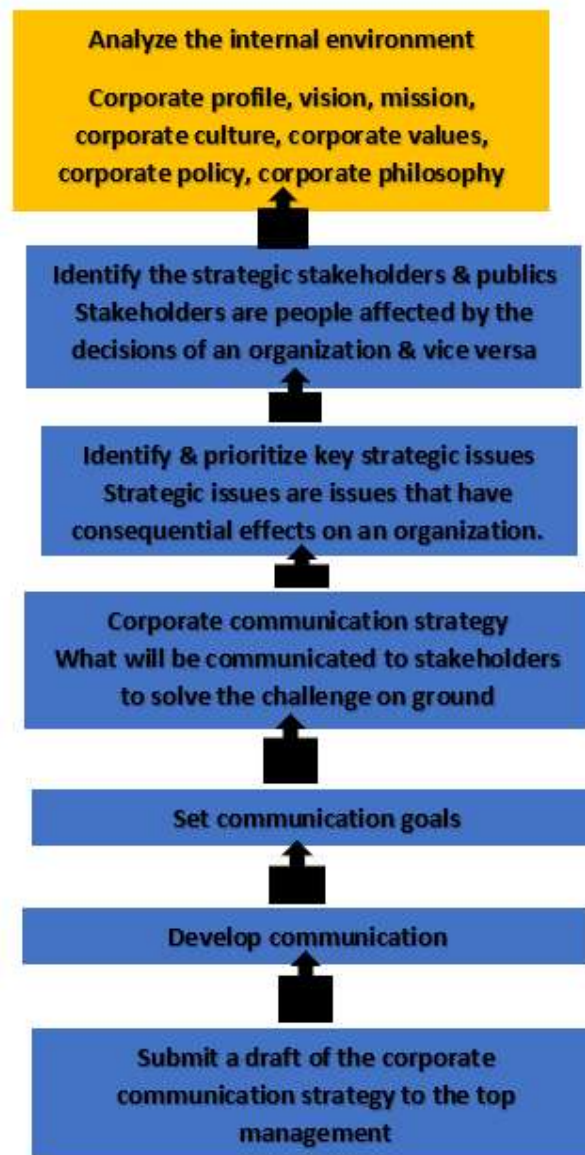 Analyze the internal environment
Corporate profile, vision, mission,
corporate culture, corporate values,
corporate policy, corporate philosophy
Identify the strategic stakeholders & publics
Stakeholders are people affected by the
decisions of an organization & vice versa
Identify & prioritize key strategic issues
Strategic issues are issues that have
consequential effects on an organization.
Corporate communication strategy
What will be communicated to stakeholders
to solve the challenge on ground
Set communication goals
Develop communication
Submit a draft of the corporate
communication strategy to the top
management